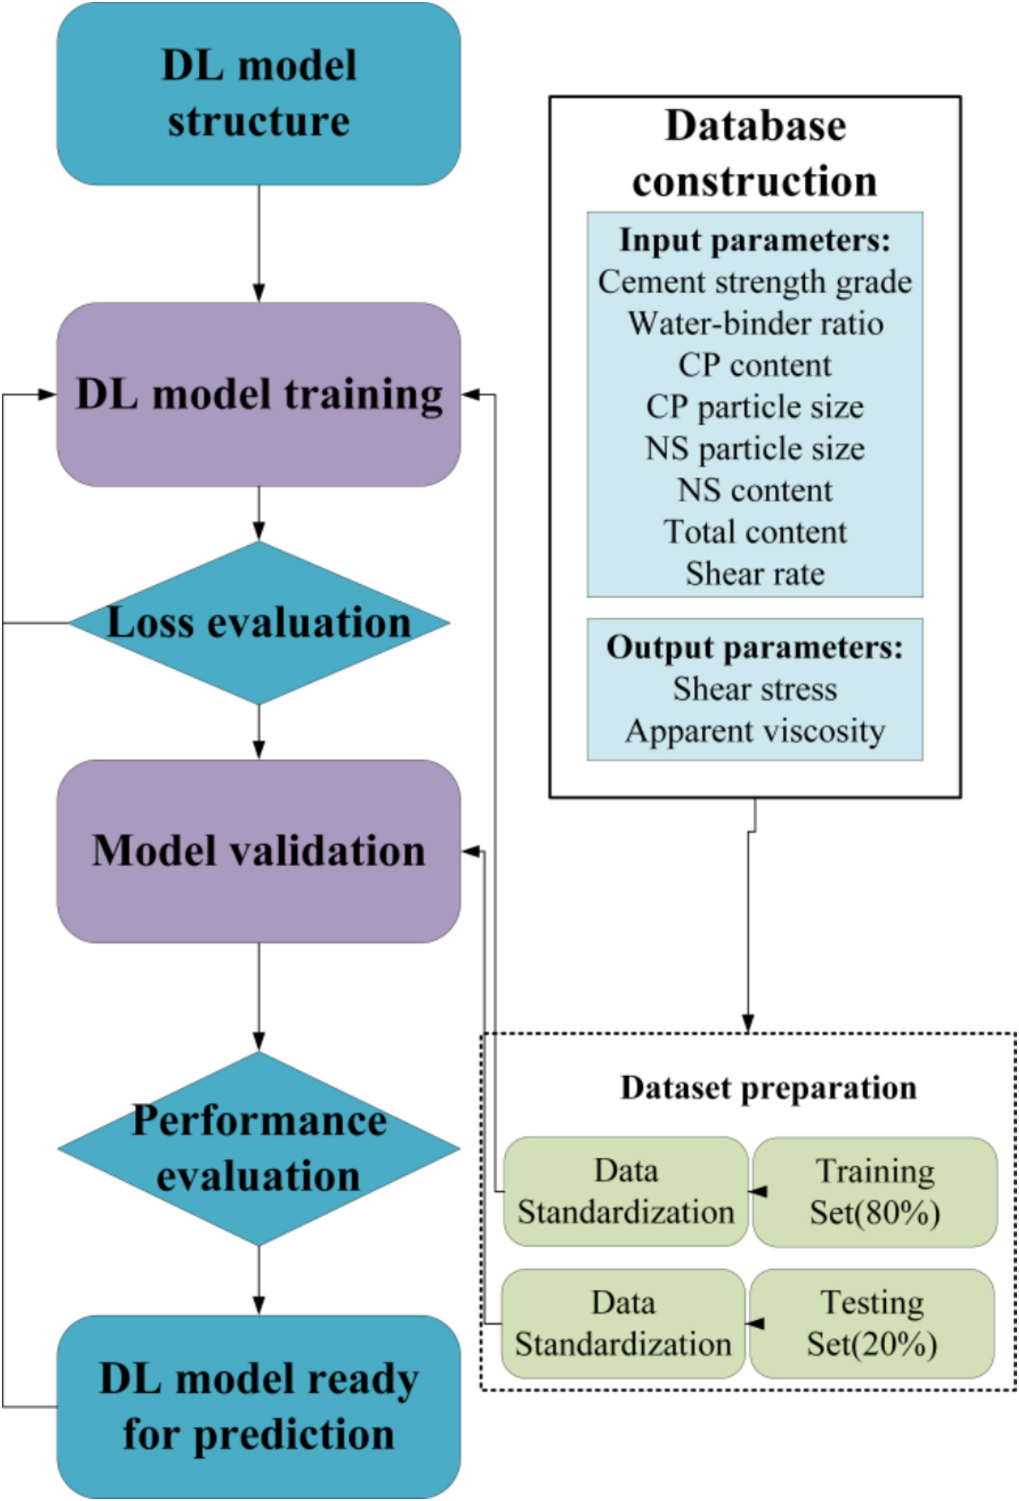 DL model
structure
DL model training
Loss evaluation
Model validation
Performance
evaluation
DL model ready
for prediction
Database
construction
Input parameters:
Cement strength grade
Water-binder ratio
CP content
CP particle size
NS particle size
NS content
Total content
Shear rate
Output parameters:
Shear stress
Apparent viscosity
Dataset preparation
Data
Standardization
Training
Set(80%)
Data
Standardization
Testing
Set(20%)